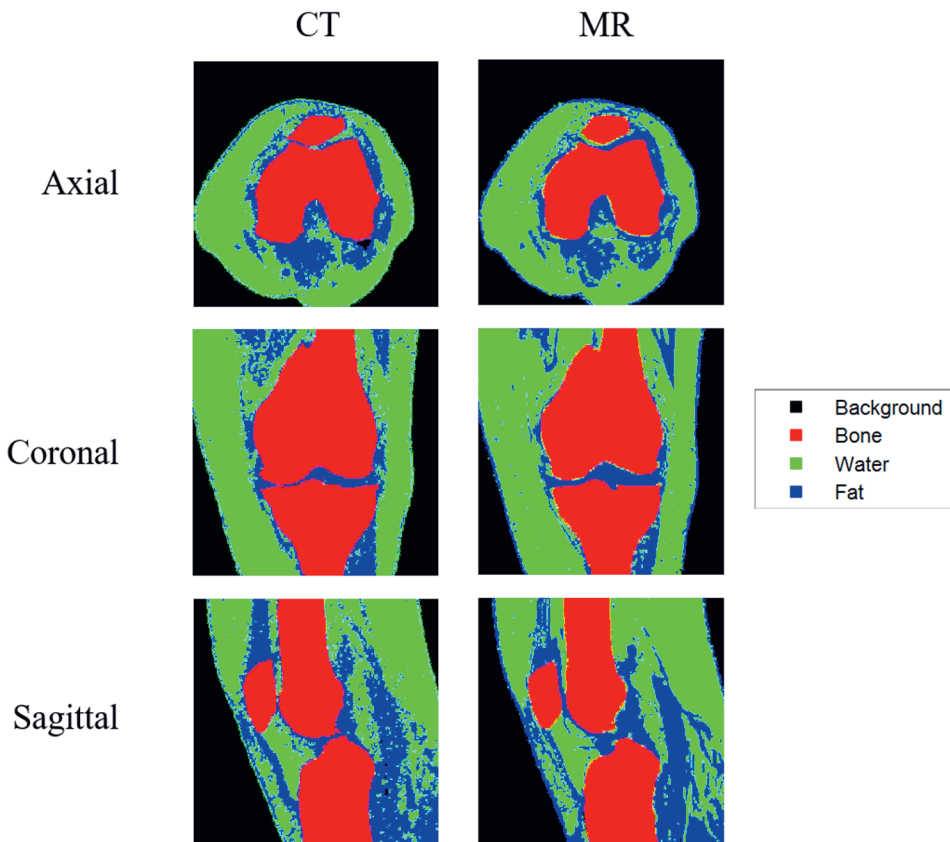 CT MR
Axial
Coronal
Sagittal
Background
Bone
Water
Fat